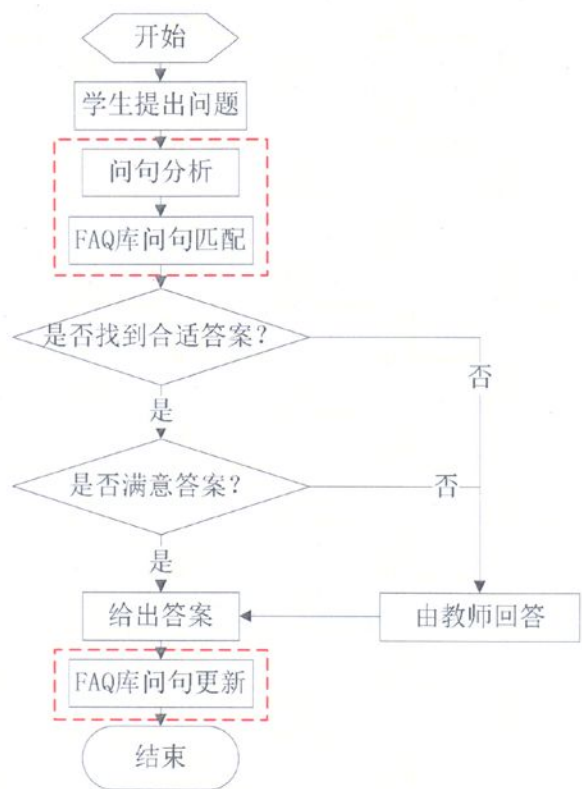 开始
学生提出问题
问句分析
FAQ库问句匹配
是否找到合适答案?
否
是
是否满意答案?
否
是
给出答案
由教师回答
FAQ库问句更新
结束